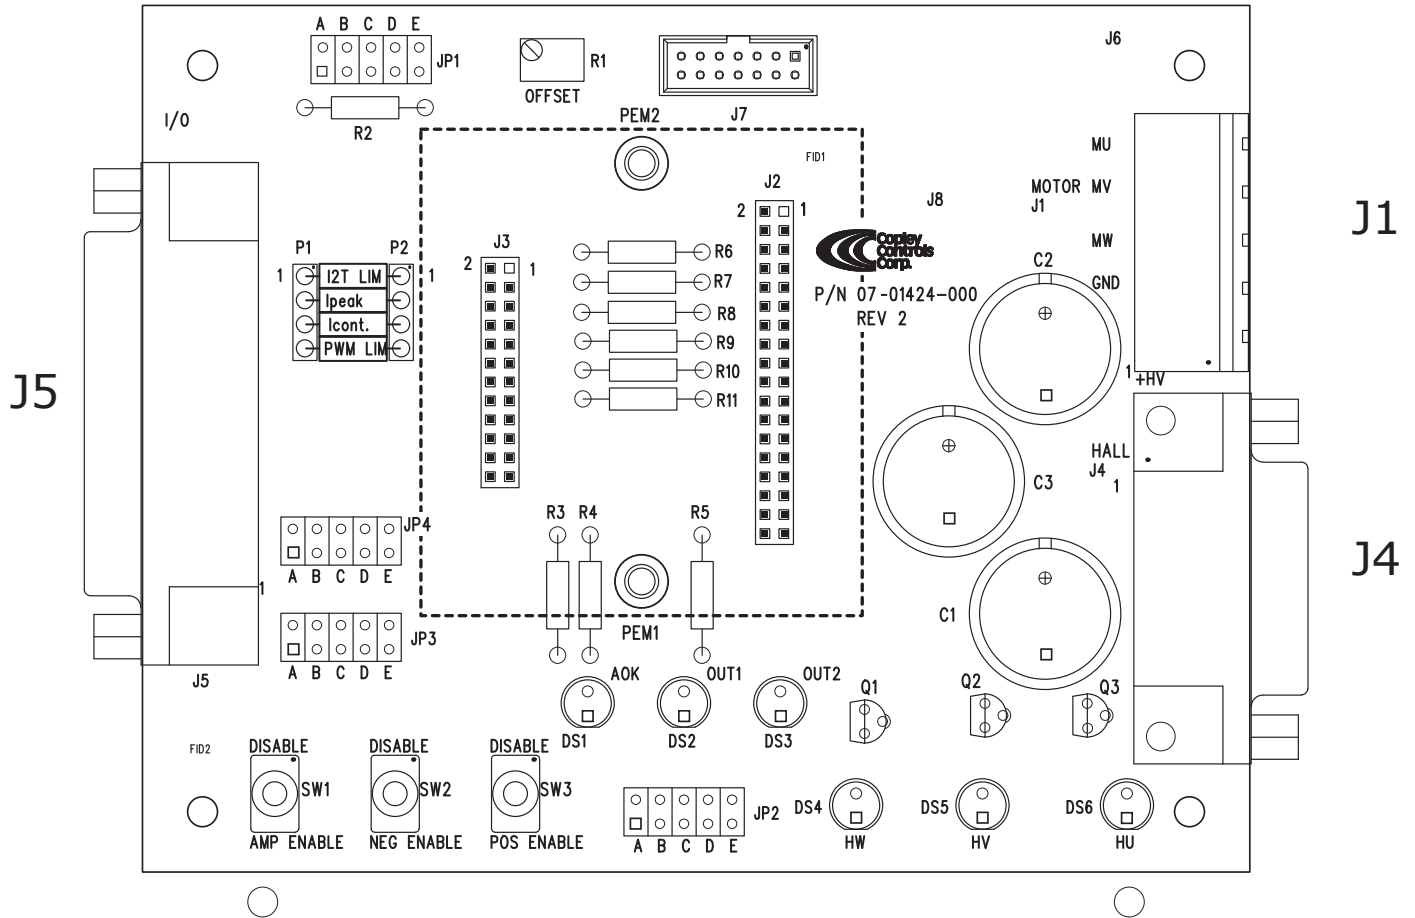 A B C D E
JP1
R2
I/O
R1
OFFSET
J7
J6
PEM2
FID1
J2
2 1
J8
MU
MOTOR MV
J1
MW
GND
J1
Copley
Controls
Corp.
P/N 07-01424-000
REV 2
C2
1
+HV
P1 P2
1 I2T LIM 1
Ipeak
Icont.
PWM LIM
J3
2 1
R6
R7
R8
R9
R10
R11
J5
HALL
J4
1
C3
J4
C1
R3 R4 R5
JP4
A B C D E
1
JP3
A B C D E
J5
PEM1
AOK OUT1 OUT2
DS1 DS2 DS3
Q1 Q2 Q3
FID2
DISABLE DISABLE DISABLE
SW1 SW2 SW3
AMP ENABLE NEG ENABLE POS ENABLE
JP2
A B C D E
DS4 DS5 DS6
HW HV HU